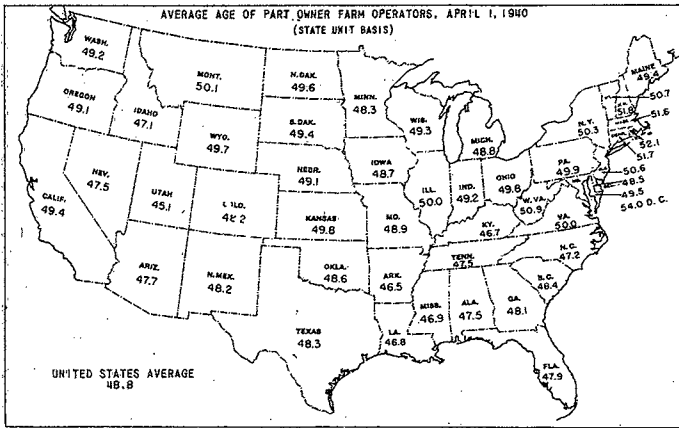 AVERAGE AGE OF PART OWNER FARM OPERATORS, APRIL 1, 1940
(STATE UNIT BASIS)
WASH.
49.2
OREGON
49.1
IDAHO
47.1
MONT.
50.1
N.DAK.
49.6
MINN.
48.3
WIS.
49.3
MICH.
48.8
N.Y.
50.3
MAINE
49.4
50.7
51.8
51.6
52.1
51.7
50.6
48.5
49.5
54.0 D.C.
S.DAK.
49.4
WYO.
49.7
NEBR.
49.1
IOWA
48.7
ILL.
50.0
IND.
49.2
OHIO
49.8
PA.
49.9
W.VA.
50.9
VA.
50.0
NEV.
47.5
UTAH
45.1
CALIF.
49.4
KANSAS
49.8
MO.
48.9
KY.
46.7
N.C.
47.2
TENN.
47.5
S.C.
48.4
ARIZ.
47.7
N.MEX.
48.2
OKLA.
48.6
ARK.
46.5
MISS.
46.9
ALA.
47.5
GA.
48.1
TEXAS
48.3
LA.
46.8
FLA.
47.9
UNITED STATES AVERAGE
48.8